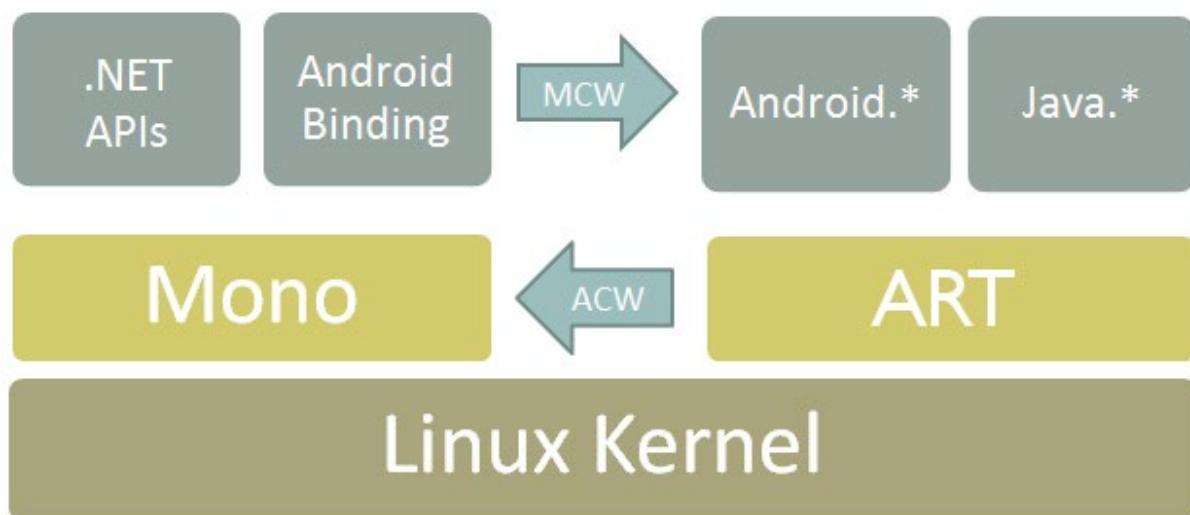 .NET
APIs
Android
Binding
MCW
Android.*
Java.*
Mono
ACW
ART
Linux Kernel